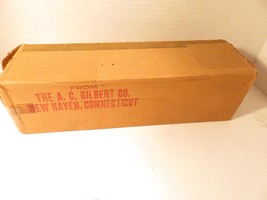 FROM
THE A. C. GILBERT CO.
NEW HAVEN, CONNECTICUT